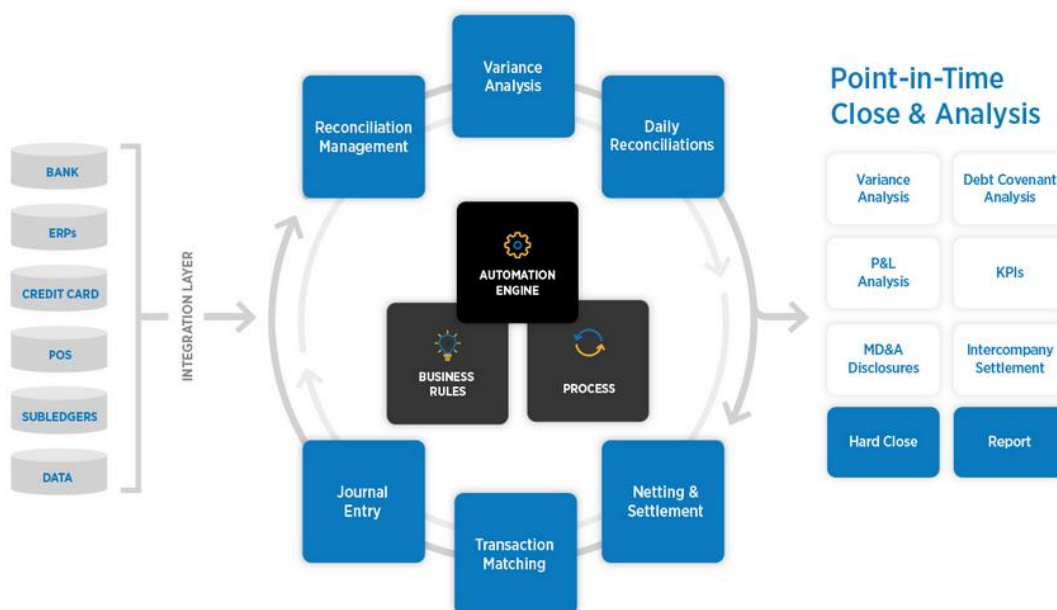 BANK
ERPs
CREDIT CARD
POS
SUBLEDGERS
DATA
INTEGRATION LAYER
Variance
Analysis
Reconciliation
Management
Daily
Reconciliations
AUTOMATION
ENGINE
BUSINESS
RULES
PROCESS
Journal
Entry
Transaction
Matching
Netting &
Settlement
Point-in-Time
Close & Analysis
Variance
Analysis
Debt Covenant
Analysis
P&L
Analysis
KPIs
MD&A
Disclosures
Intercompany
Settlement
Hard Close
Report